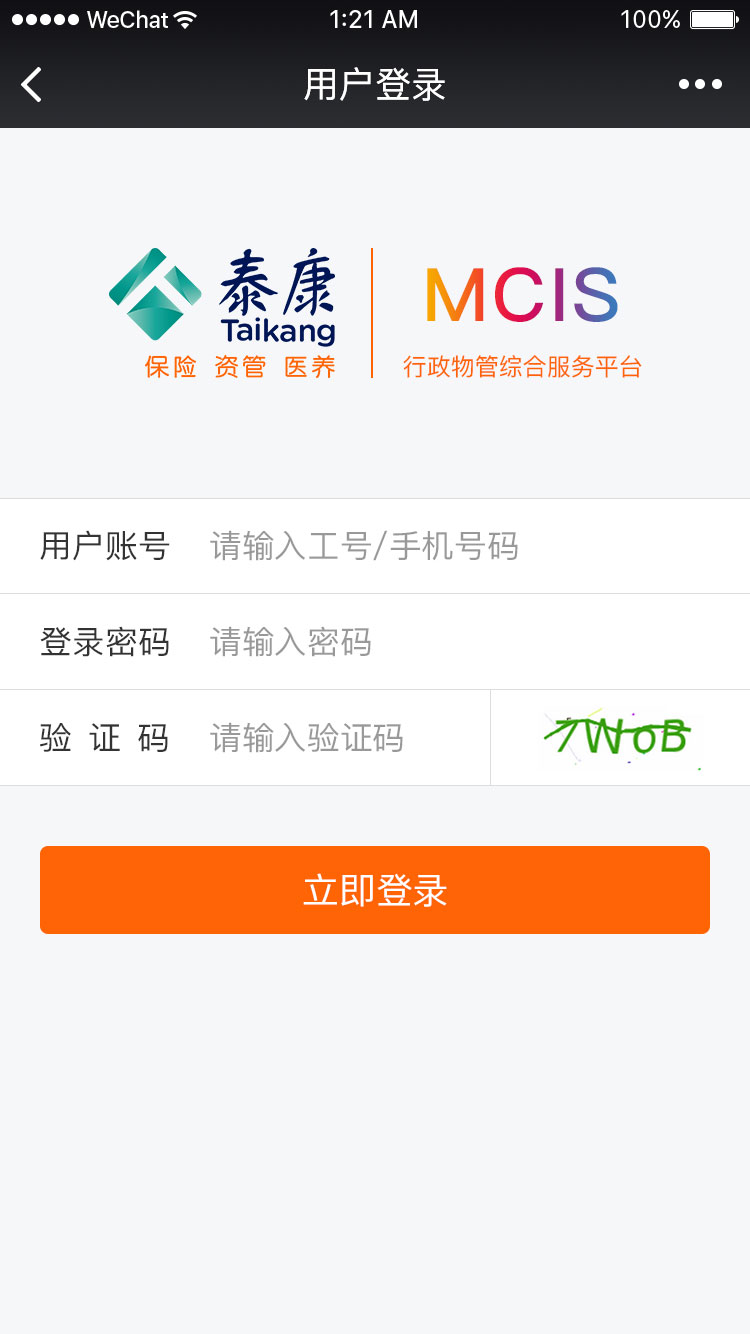 WeChat 1:21 AM 100%
用户登录
泰康
Taikang
保险 资管 医养
MCIS
行政物管综合服务平台
用户账号 请输入工号/手机号码
登录密码 请输入密码
验证码 请输入验证码 7WoB
立即登录